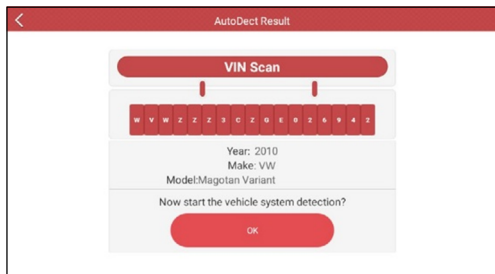 AutoDect Result
VIN Scan
W V W Z Z Z 3 C Z Q E 0 2 6 9 4 2
Year: 2010
Make: VW
Model:Magotan Variant
Now start the vehicle system detection?
OK